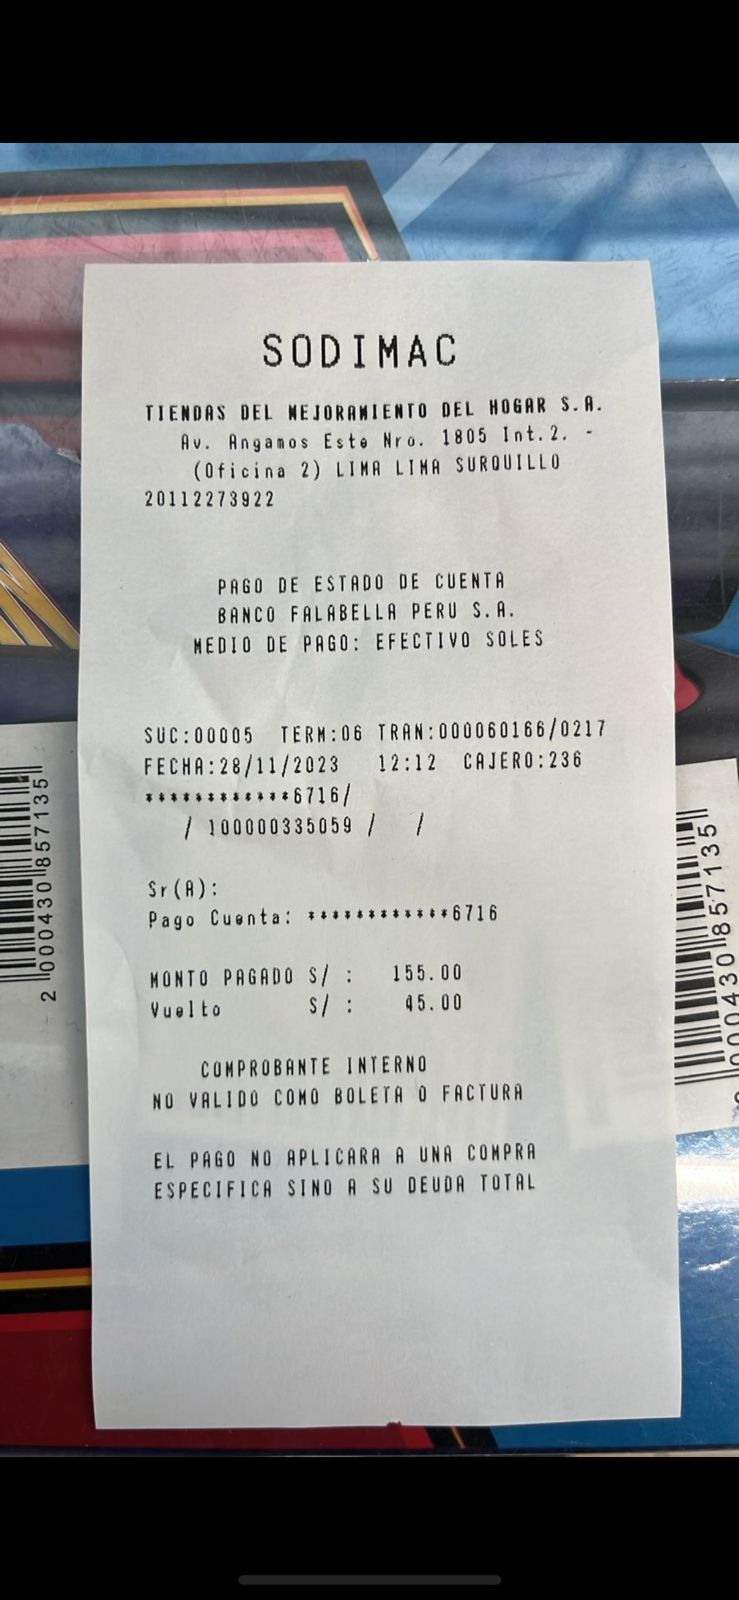 SODIMAC
TIENDAS DEL MEJORAMIENTO DEL HOGAR S.A.
Av. Angamos Este Nro. 1805 Int.2. -
(Oficina 2) LIMA LIMA SURQUILLO
20112273922
PAGO DE ESTADO DE CUENTA
BANCO FALABELLA PERU S.A.
MEDIO DE PAGO: EFECTIVO SOLES
SUC:00005 TERM:06 TRAN:000060166/0217
FECHA:28/11/2023 12:12 CAJERO:236
************6716/
/ 100000335059 / /
Sr(A):
Pago Cuenta: ************6716
MONTO PAGADO S/ : 155.00
Vuelto S/ : 45.00
COMPROBANTE INTERNO
NO VALIDO COMO BOLETA O FACTURA
EL PAGO NO APLICARA A UNA COMPRA
ESPECIFICA SINO A SU DEUDA TOTAL
2 000430 857135
000430 857135